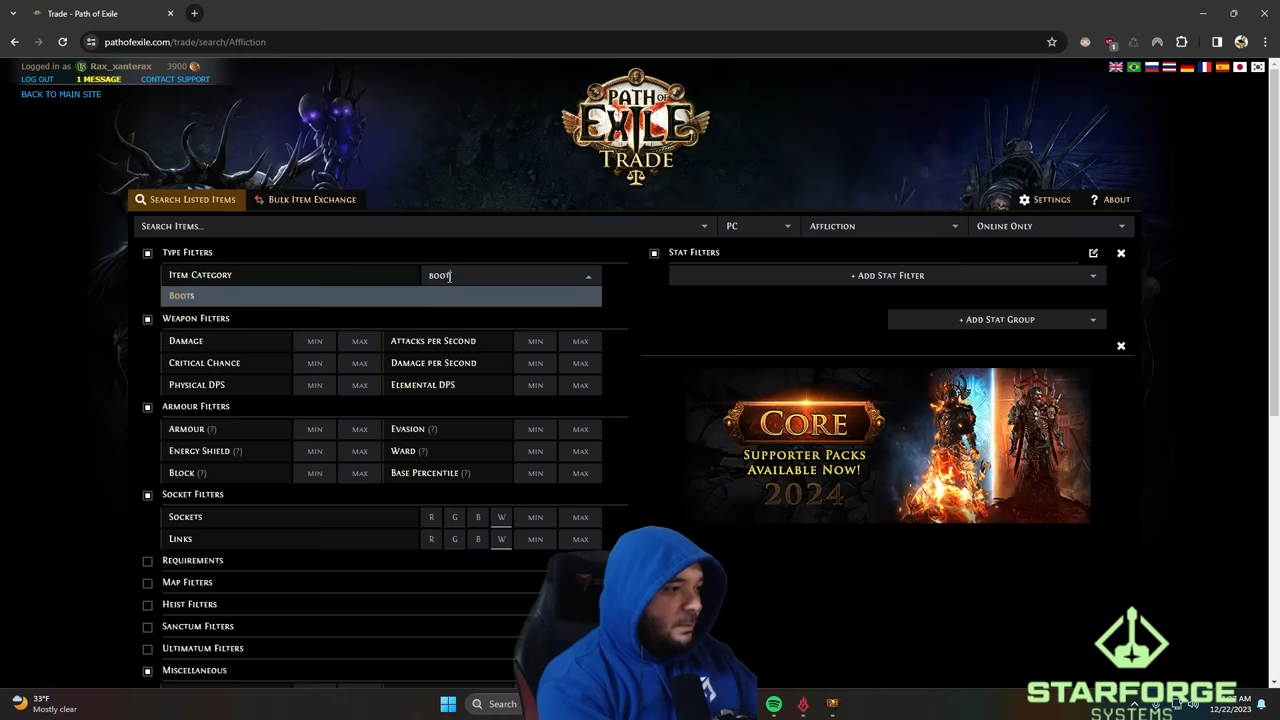 Trade - Path of Exile
pathofexile.com/trade/search/Affliction
Logged in as Rax_xanterax 3900
LOG OUT 1 MESSAGE CONTACT SUPPORT
BACK TO MAIN SITE
PATH OF EXILE
TRADE
Search Listed Items Bulk Item Exchange Settings ? About
Search Items... PC Affliction Online Only
Type Filters
Item Category BOOT
Boots
Weapon Filters
Damage MIN MAX Attacks per Second MIN MAX
Critical Chance MIN MAX Damage per Second MIN MAX
Physical DPS MIN MAX Elemental DPS MIN MAX
Armour Filters
Armour (?) MIN MAX Evasion (?) MIN MAX
Energy Shield (?) MIN MAX Ward (?) MIN MAX
Block (?) MIN MAX Base Percentile (?) MIN MAX
Socket Filters
Sockets R G B W MIN MAX
Links R G B W MIN MAX
Requirements
Map Filters
Heist Filters
Sanctum Filters
Ultimatum Filters
Miscellaneous
Stat Filters
+ Add Stat Filter
+ Add Stat Group
CORE
SUPPORTER PACKS
AVAILABLE NOW!
2024
STARFORGE
SYSTEMS
33°F
Mostly clear
Search
12/22/2023